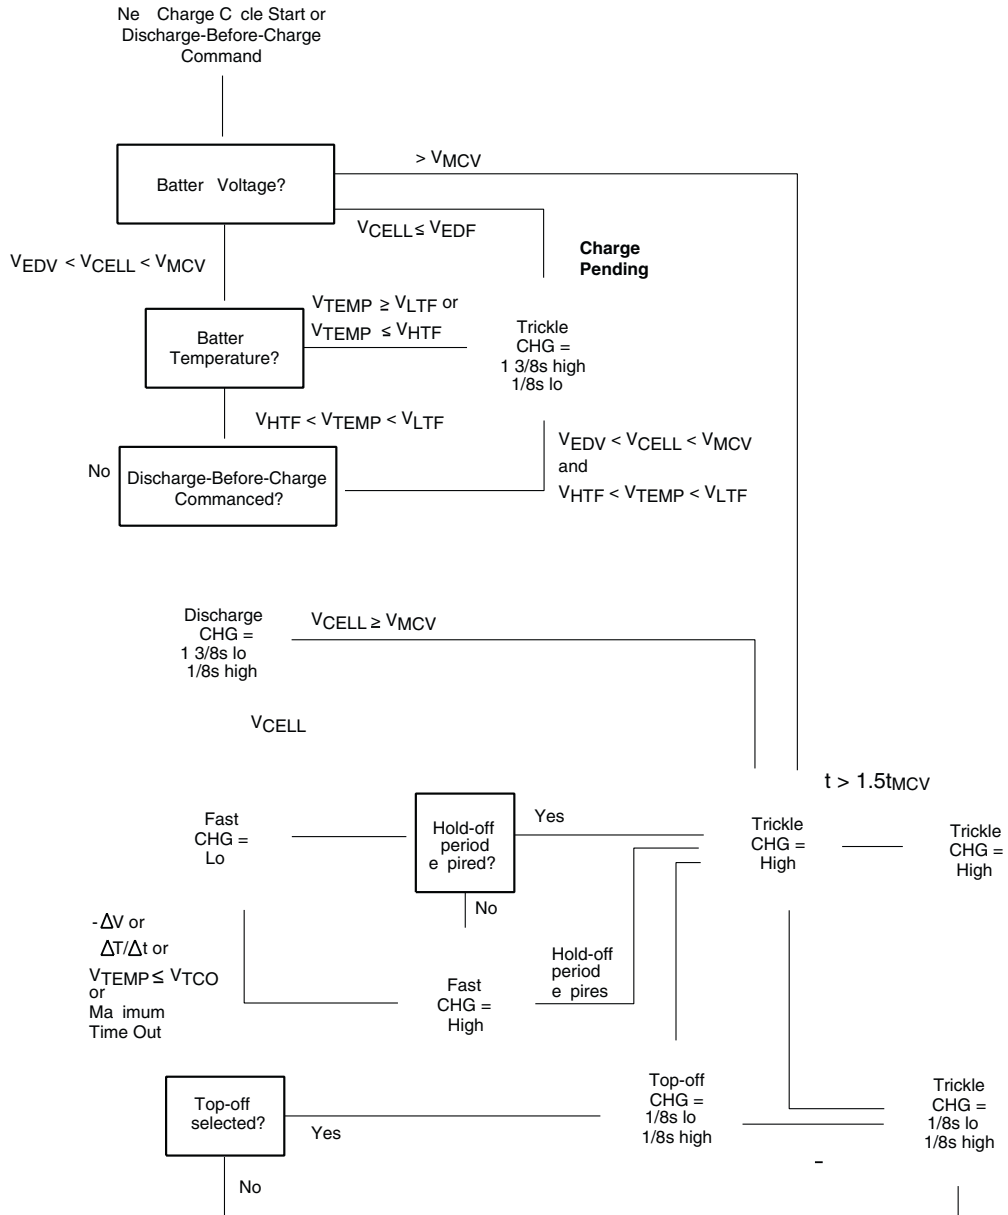 Ne Charge C cle Start or
Discharge-Before-Charge
Command
> VMCV
Batter Voltage?
VCELL ≤ VEDF
Charge
Pending
VEDV < VCELL < VMCV
VTEMP ≥ VLTF or
VTEMP ≤ VHTF
Batter
Temperature?
Trickle
CHG =
1 3/8s high
1/8s lo
VHTF < VTEMP < VLTF
VEDV < VCELL < VMCV
and
VHTF < VTEMP < VLTF
No
Discharge-Before-Charge
Commanced?
Discharge
CHG =
1 3/8s lo
1/8s high
VCELL ≥ VMCV
VCELL
t > 1.5tMCV
Fast
CHG =
Lo
Hold-off
period
e pired?
Yes
Trickle
CHG =
High
Trickle
CHG =
High
No
-ΔV or
ΔT/Δt or
VTEMP ≤ VTCO
or
Ma imum
Time Out
Fast
CHG =
High
Hold-off
period
e pires
Top-off
selected?
Yes
Top-off
CHG =
1/8s lo
1/8s high
Trickle
CHG =
1/8s lo
1/8s high
–
No